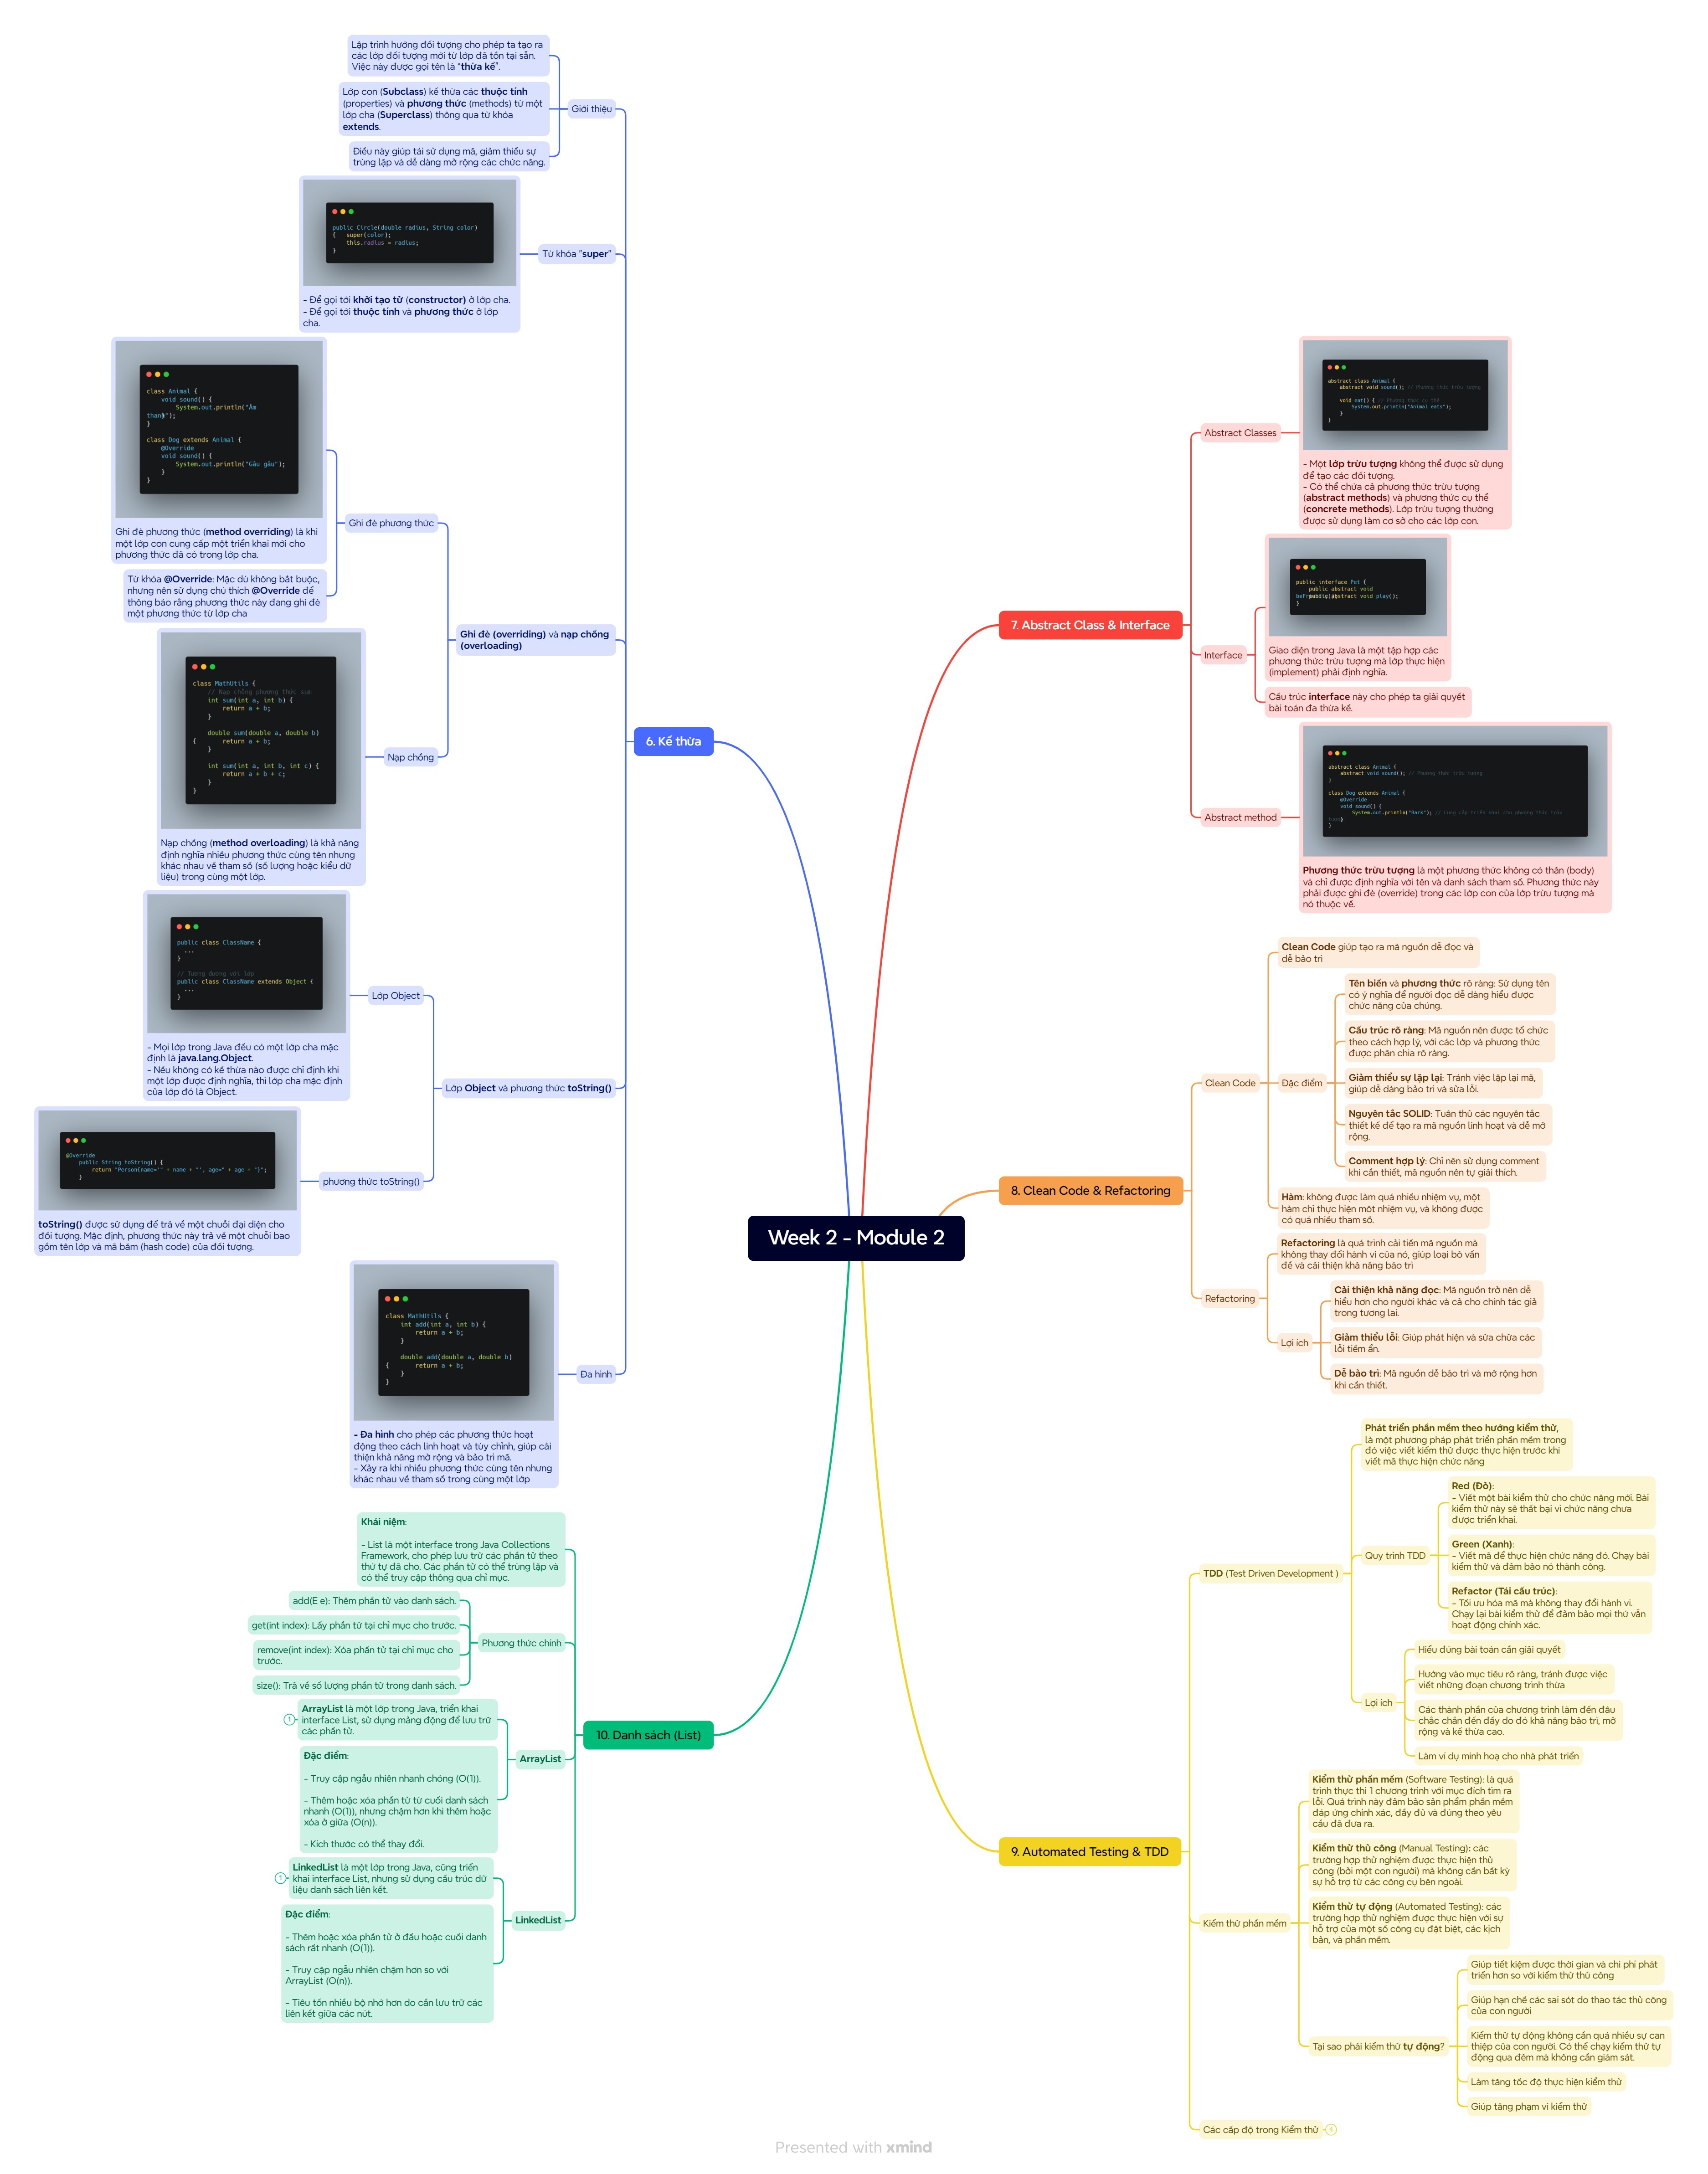 Week 2 - Module 2
6. Kế thừa
Giới thiệu
Lập trình hướng đối tượng cho phép ta tạo ra
các lớp đối tượng mới từ lớp đã tồn tại sẵn.
Việc này được gọi tên là "thừa kế".
Lớp con (Subclass) kế thừa các thuộc tính
(properties) và phương thức (methods) từ một
lớp cha (Superclass) thông qua từ khóa
extends.
Điều này giúp tái sử dụng mã, giảm thiểu sự
trùng lặp và dễ dàng mở rộng các chức năng.
Từ khóa "super"
public Circle(double radius, String color)
{   super(color);
    this.radius = radius;
}
- Để gọi tới khởi tạo từ (constructor) ở lớp cha.
- Để gọi tới thuộc tính và phương thức ở lớp
cha.
Ghi đè (overriding) và nạp chồng
(overloading)
Ghi đè phương thức
class Animal {
    void sound() {
        System.out.println("Âm
thanh");
}
class Dog extends Animal {
    @Override
    void sound() {
        System.out.println("Gâu gâu");
    }
}
Ghi đè phương thức (method overriding) là khi
một lớp con cung cấp một triển khai mới cho
phương thức đã có trong lớp cha.
Từ khóa @Override: Mặc dù không bắt buộc,
nhưng nên sử dụng chú thích @Override để
thông báo rằng phương thức này đang ghi đè
một phương thức từ lớp cha
Nạp chồng
class MathUtils {
    // Nạp chồng phương thức sum
    int sum(int a, int b) {
        return a + b;
    }
    double sum(double a, double b)
{       return a + b;
    }
    int sum(int a, int b, int c) {
        return a + b + c;
    }
}
Nạp chồng (method overloading) là khả năng
định nghĩa nhiều phương thức cùng tên nhưng
khác nhau về tham số (số lượng hoặc kiểu dữ
liệu) trong cùng một lớp.
Lớp Object và phương thức toString()
Lớp Object
public class ClassName {
  ...
}
// Tương đương với lớp
public class ClassName extends Object {
  ...
}
- Mọi lớp trong Java đều có một lớp cha mặc
định là java.lang.Object.
- Nếu không có kế thừa nào được chỉ định khi
một lớp được định nghĩa, thì lớp cha mặc định
của lớp đó là Object.
phương thức toString()
@Override
    public String toString() {
        return "Person{name='" + name + "', age=" + age + "}";
    }
toString() được sử dụng để trả về một chuỗi đại diện cho
đối tượng. Mặc định, phương thức này trả về một chuỗi bao
gồm tên lớp và mã băm (hash code) của đối tượng.
Đa hình
class MathUtils {
    int add(int a, int b) {
        return a + b;
    }
    double add(double a, double b)
{       return a + b;
    }
}
- Đa hình cho phép các phương thức hoạt
động theo cách linh hoạt và tùy chỉnh, giúp cải
thiện khả năng mở rộng và bảo trì mã.
- Xảy ra khi nhiều phương thức cùng tên nhưng
khác nhau về tham số trong cùng một lớp
7. Abstract Class & Interface
Abstract Classes
abstract class Animal {
    abstract void sound(); // Phương thức trừu tượng
    void eat() { // Phương thức cụ thể
        System.out.println("Animal eats");
    }
}
- Một lớp trừu tượng không thể được sử dụng
để tạo các đối tượng.
- Có thể chứa cả phương thức trừu tượng
(abstract methods) và phương thức cụ thể
(concrete methods). Lớp trừu tượng thường
được sử dụng làm cơ sở cho các lớp con.
Interface
public interface Pet {
    public abstract void
public abstract void play();
}
Giao diện trong Java là một tập hợp các
phương thức trừu tượng mà lớp thực hiện
(implement) phải định nghĩa.
Cấu trúc interface này cho phép ta giải quyết
bài toán đa thừa kế.
Abstract method
abstract class Animal {
    abstract void sound(); // Phương thức trừu tượng
}
class Dog extends Animal {
    @Override
    void sound() {
        System.out.println("Bark"); // Cung cấp triển khai cho phương thức trừu
tượng
}
Phương thức trừu tượng là một phương thức không có thân (body)
và chỉ được định nghĩa với tên và danh sách tham số. Phương thức này
phải được ghi đè (override) trong các lớp con của lớp trừu tượng mà
nó thuộc về.
8. Clean Code & Refactoring
Clean Code
Clean Code giúp tạo ra mã nguồn dễ đọc và
dễ bảo trì
Đặc điểm
Tên biến và phương thức rõ ràng: Sử dụng tên
có ý nghĩa để người đọc dễ dàng hiểu được
chức năng của chúng.
Cấu trúc rõ ràng: Mã nguồn nên được tổ chức
theo cách hợp lý, với các lớp và phương thức
được phân chia rõ ràng.
Giảm thiểu sự lặp lại: Tránh việc lặp lại mã,
giúp dễ dàng bảo trì và sửa lỗi.
Nguyên tắc SOLID: Tuân thủ các nguyên tắc
thiết kế để tạo ra mã nguồn linh hoạt và dễ mở
rộng.
Comment hợp lý: Chỉ nên sử dụng comment
khi cần thiết, mã nguồn nên tự giải thích.
Hàm: không được làm quá nhiều nhiệm vụ, một
hàm chỉ thực hiện một nhiệm vụ, và không được
có quá nhiều tham số.
Refactoring
Refactoring là quá trình cải tiến mã nguồn mà
không thay đổi hành vi của nó, giúp loại bỏ vấn
đề và cải thiện khả năng bảo trì
Lợi ích
Cải thiện khả năng đọc: Mã nguồn trở nên dễ
hiểu hơn cho người khác và cả cho chính tác giả
trong tương lai.
Giảm thiểu lỗi: Giúp phát hiện và sửa chữa các
lỗi tiềm ẩn.
Dễ bảo trì: Mã nguồn dễ bảo trì và mở rộng hơn
khi cần thiết.
9. Automated Testing & TDD
TDD (Test Driven Development )
Phát triển phần mềm theo hướng kiểm thử,
là một phương pháp phát triển phần mềm trong
đó việc viết kiểm thử được thực hiện trước khi
viết mã thực hiện chức năng
Quy trình TDD
Red (Đỏ):
- Viết một bài kiểm thử cho chức năng mới. Bài
kiểm thử này sẽ thất bại vì chức năng chưa
được triển khai.
Green (Xanh):
- Viết mã để thực hiện chức năng đó. Chạy bài
kiểm thử và đảm bảo nó thành công.
Refactor (Tái cấu trúc):
- Tối ưu hóa mã mà không thay đổi hành vi.
Chạy lại bài kiểm thử để đảm bảo mọi thứ vẫn
hoạt động chính xác.
Lợi ích
Hiểu đúng bài toán cần giải quyết
Hướng vào mục tiêu rõ ràng, tránh được việc
viết những đoạn chương trình thừa
Các thành phần của chương trình làm đến đâu
chắc chắn đến đấy do đó khả năng bảo trì, mở
rộng và kế thừa cao.
Làm ví dụ minh hoạ cho nhà phát triển
Kiểm thử phần mềm
Kiểm thử phần mềm (Software Testing): là quá
trình thực thi 1 chương trình với mục đích tìm ra
lỗi. Quá trình này đảm bảo sản phẩm phần mềm
đáp ứng chính xác, đầy đủ và đúng theo yêu
cầu đã đưa ra.
Kiểm thử thủ công (Manual Testing): các
trường hợp thử nghiệm được thực hiện thủ
công (bởi một con người) mà không cần bất kỳ
sự hỗ trợ từ các công cụ bên ngoài.
Kiểm thử tự động (Automated Testing): các
trường hợp thử nghiệm được thực hiện với sự
hỗ trợ của một số công cụ đặt biệt, các kịch
bản, và phần mềm.
Tại sao phải kiểm thử tự động?
Giúp tiết kiệm được thời gian và chi phí phát
triển hơn so với kiểm thử thủ công
Giúp hạn chế các sai sót do thao tác thủ công
của con người
Kiểm thử tự động không cần quá nhiều sự can
thiệp của con người. Có thể chạy kiểm thử tự
động qua đêm mà không cần giám sát.
Làm tăng tốc độ thực hiện kiểm thử
Giúp tăng phạm vi kiểm thử
Các cấp độ trong Kiểm thử
4
10. Danh sách (List)
Khái niệm:
- List là một interface trong Java Collections
Framework, cho phép lưu trữ các phần tử theo
thứ tự đã cho. Các phần tử có thể trùng lặp và
có thể truy cập thông qua chỉ mục.
Phương thức chính
add(E e): Thêm phần tử vào danh sách.
get(int index): Lấy phần tử tại chỉ mục cho trước.
remove(int index): Xóa phần tử tại chỉ mục cho
trước.
size(): Trả về số lượng phần tử trong danh sách.
ArrayList
ArrayList là một lớp trong Java, triển khai
interface List, sử dụng mảng động để lưu trữ
các phần tử.
1
Đặc điểm:
- Truy cập ngẫu nhiên nhanh chóng (O(1)).
- Thêm hoặc xóa phần tử từ cuối danh sách
nhanh (O(1)), nhưng chậm hơn khi thêm hoặc
xóa ở giữa (O(n)).
- Kích thước có thể thay đổi.
LinkedList
LinkedList là một lớp trong Java, cũng triển
khai interface List, nhưng sử dụng cấu trúc dữ
liệu danh sách liên kết.
1
Đặc điểm:
- Thêm hoặc xóa phần tử ở đầu hoặc cuối danh
sách rất nhanh (O(1)).
- Truy cập ngẫu nhiên chậm hơn so với
ArrayList (O(n)).
- Tiêu tốn nhiều bộ nhớ hơn do cần lưu trữ các
liên kết giữa các nút.
Presented with xmind